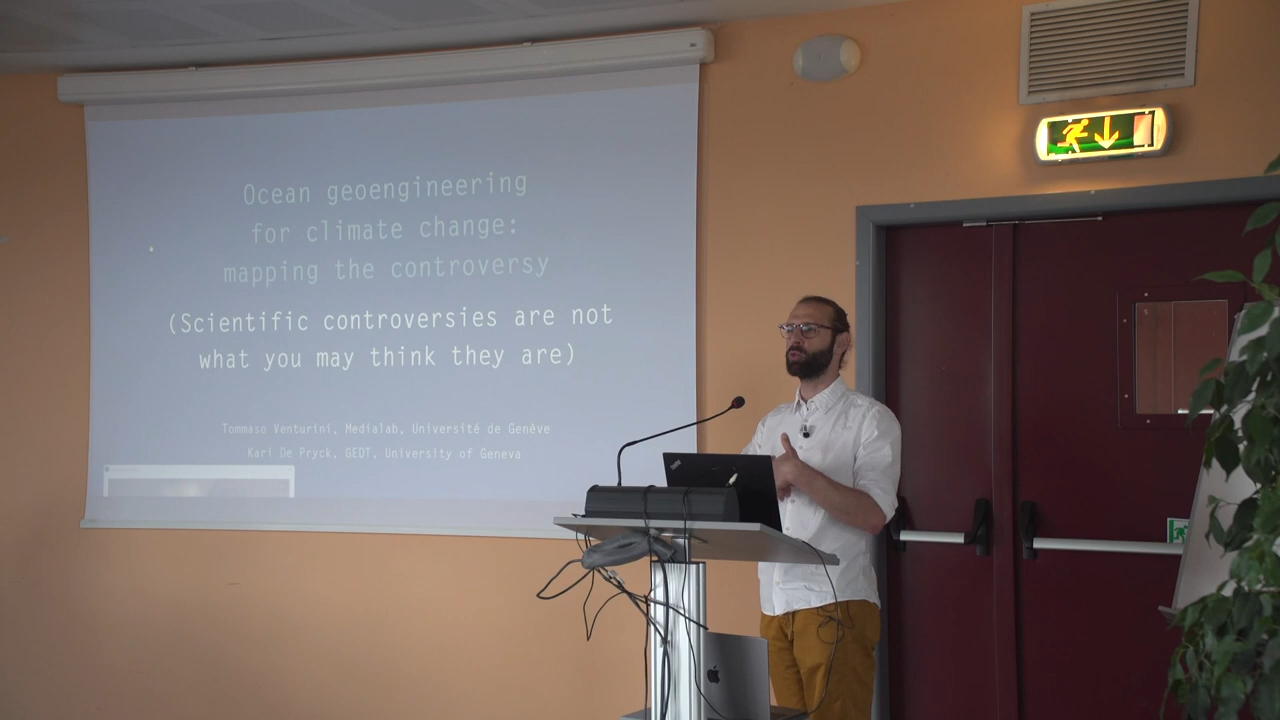 Ocean geoengineering
for climate change:
mapping the controversy
(Scientific controversies are not
what you may think they are)
Tommaso Venturini, Medialab, Université de Genève
Kari De Pryck, GEDT, University of Geneva